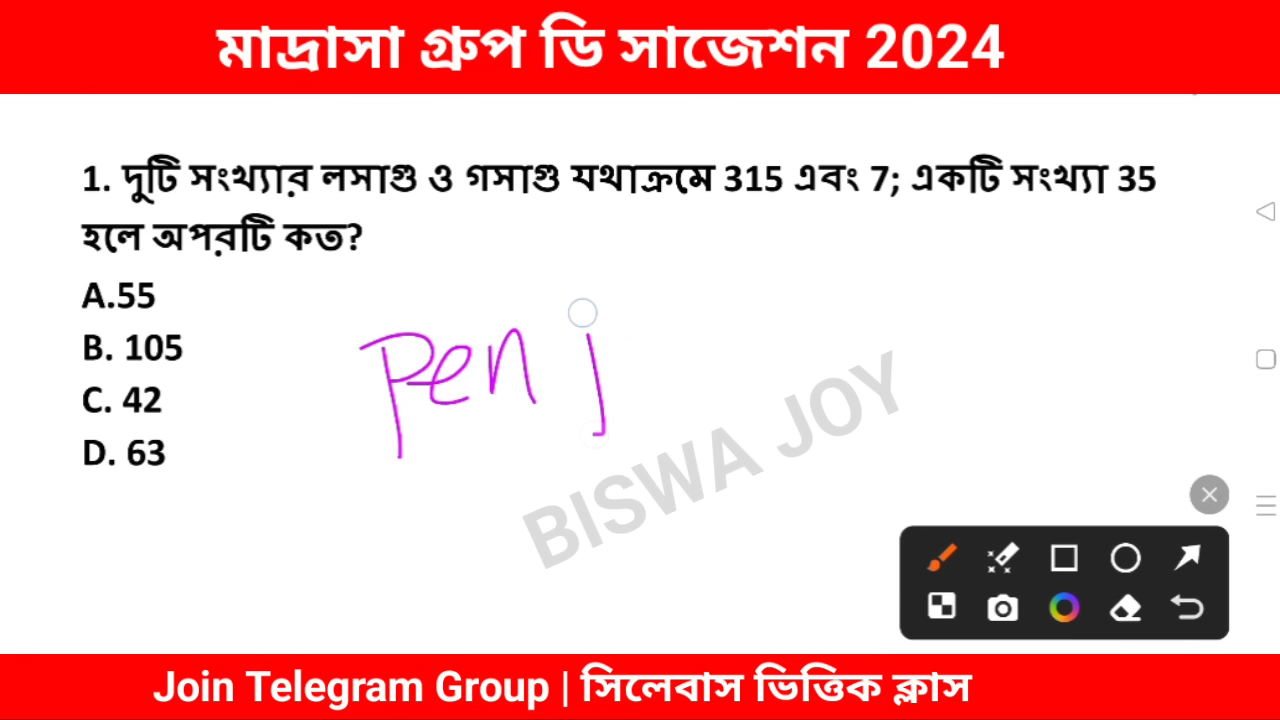 মাদ্রাসা গ্রুপ ডি সাজেশন 2024
1. দুটি সংখ্যার লসাগু ও গসাগু যথাক্রমে 315 এবং 7; একটি সংখ্যা 35
হলে অপরটি কত?
A.55
B. 105
C. 42
D. 63
Pen j
BISWA JOY
Join Telegram Group | সিলেবাস ভিত্তিক ক্লাস